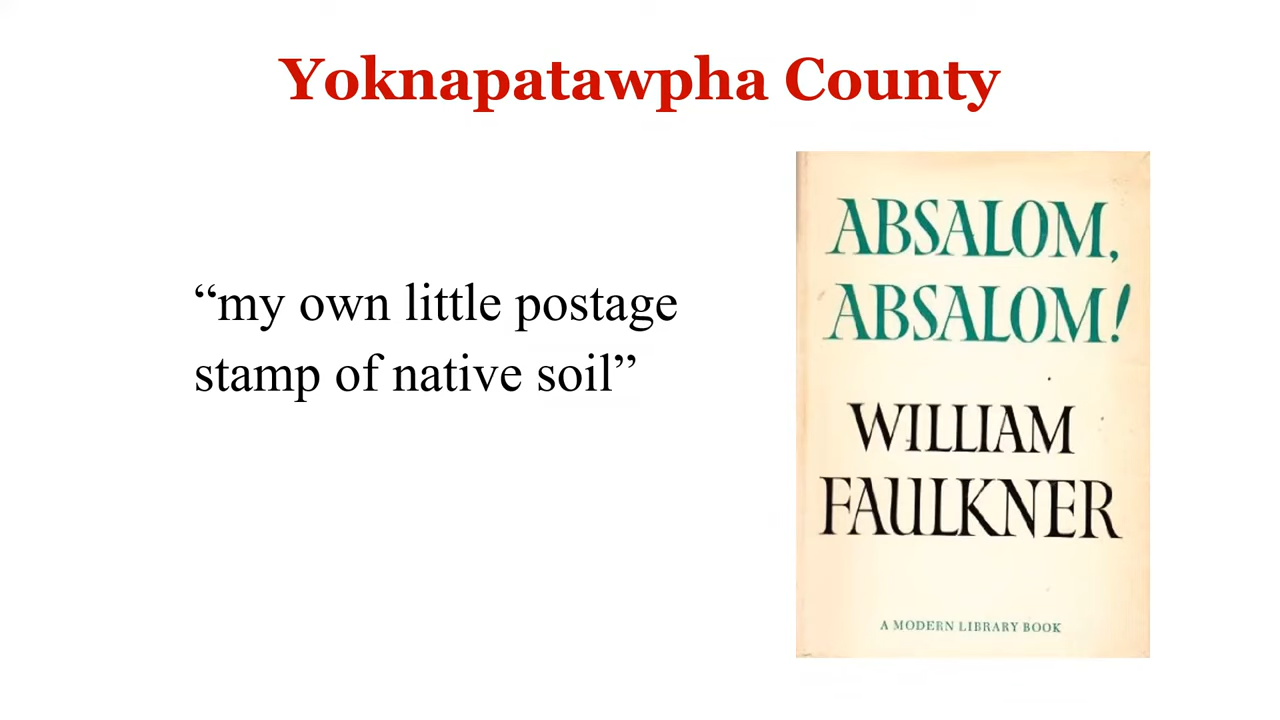 Yoknapatawpha County
“my own little postage
stamp of native soil”
ABSALOM,
ABSALOM!
WILLIAM
FAULKNER
A MODERN LIBRARY BOOK